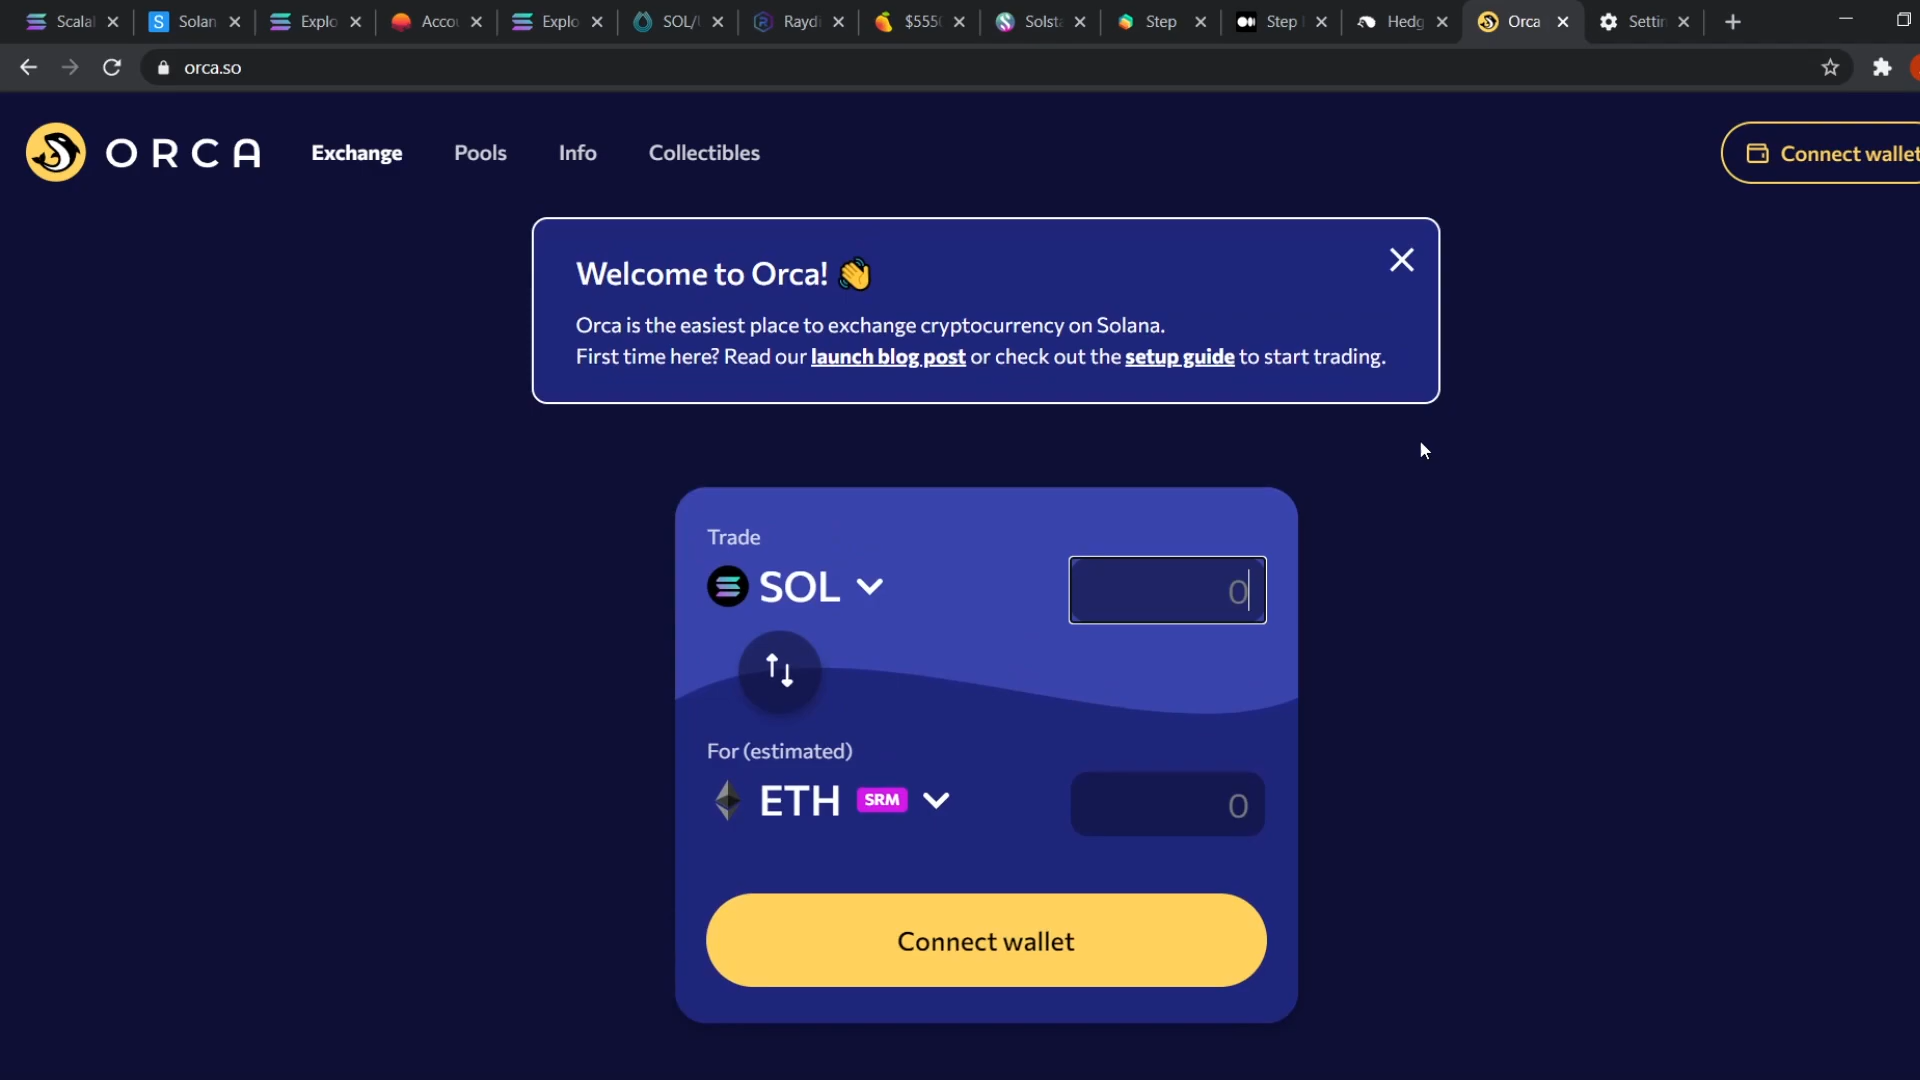 Scalal
Solan
Explo
Accou
Explo
SOL/
Raydi
$555
Solsta
Step
Step
Hedg
Orca
Settin
orca.so
ORCA
Exchange
Pools
Info
Collectibles
Connect wallet
Welcome to Orca! 👋
Orca is the easiest place to exchange cryptocurrency on Solana.
First time here? Read our launch blog post or check out the setup guide to start trading.
Trade
SOL
0
For (estimated)
ETH SRM
0
Connect wallet